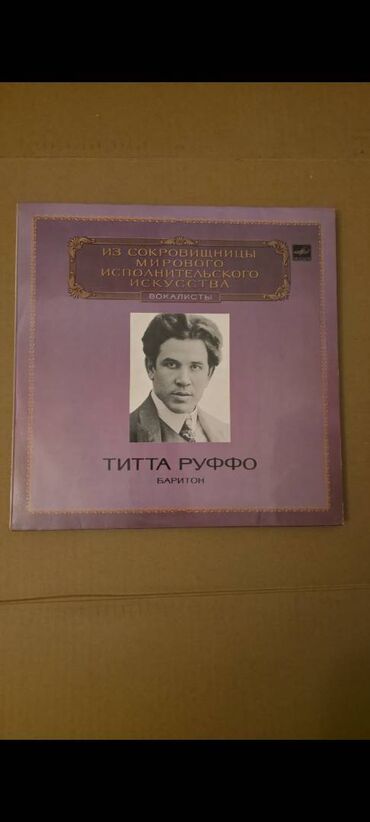 ИЗ СОКРОВИЩНИЦЫ
МИРОВОГО
ИСПОЛНИТЕЛЬСКОГО
ИСКУССТВА
ВОКАЛИСТЫ
ТИТТА РУФФО
БАРИТОН